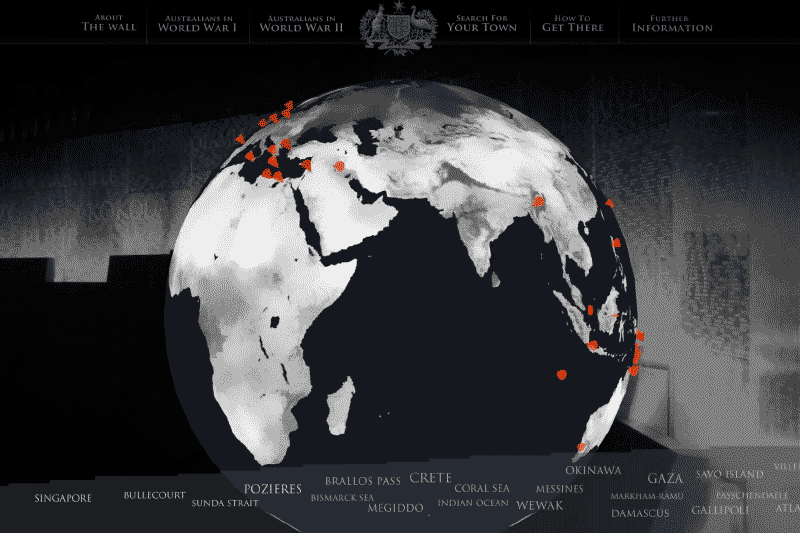 ABOUT
THE WALL
AUSTRALIANS IN
WORLD WAR I
AUSTRALIANS IN
WORLD WAR II
SEARCH FOR
YOUR TOWN
HOW TO
GET THERE
FURTHER
INFORMATION
OKINAWA
SAVO ISLAND
BRALLOS PASS
CRETE
GAZA
POZIERES
CORAL SEA
MESSINES
SINGAPORE
BULLECOURT
BISMARCK SEA
MARKHAM-RAMU
PASSCHENDAELE
SUNDA STRAIT
MEGIDDO
INDIAN OCEAN
WEWAK
DAMASCUS
GALLIPOLI